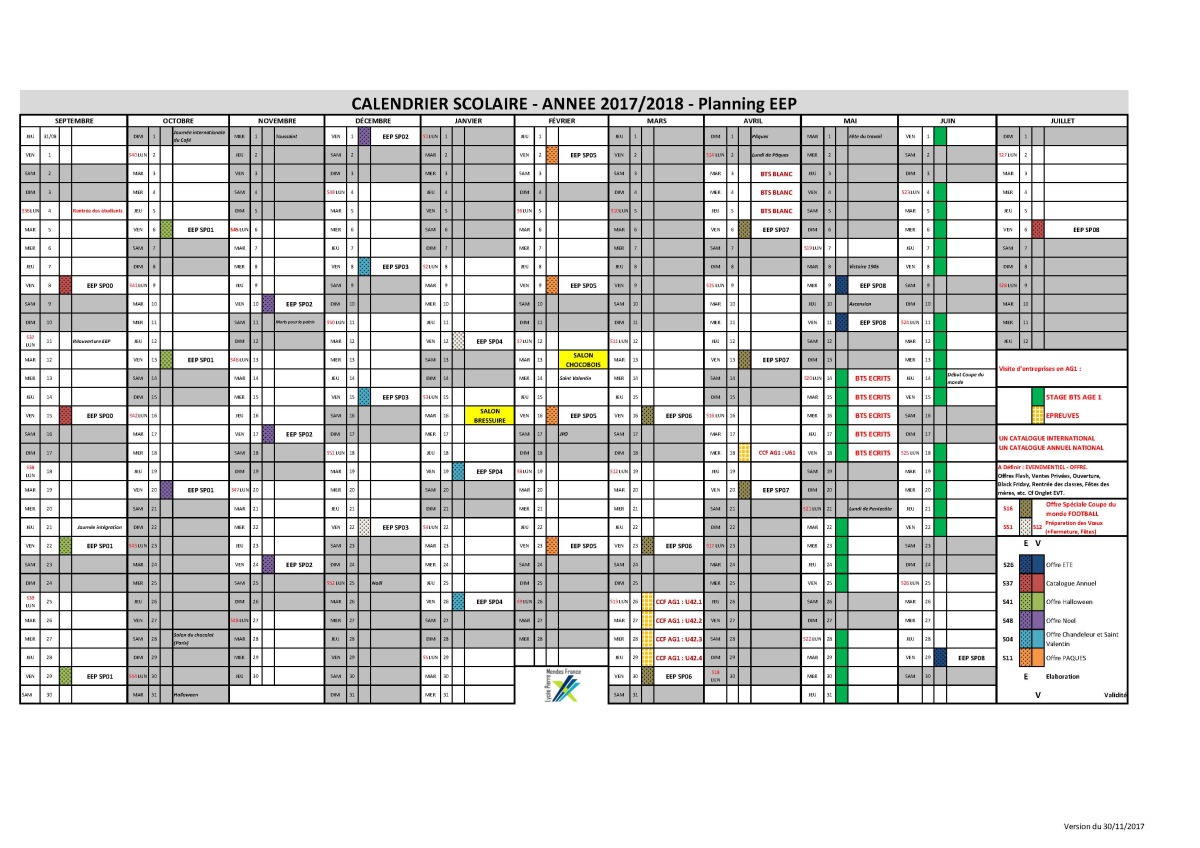 CALENDRIER SCOLAIRE - ANNEE 2017/2018 - Planning EEP
SEPTEMBRE OCTOBRE NOVEMBRE DÉCEMBRE JANVIER FÉVRIER MARS AVRIL MAI JUIN JUILLET
JEU 31/08 DIM 1 Journée internationale du Café MER 1 Toussaint VEN 1 EEP SP02 LUN 1 JEU 1 JEU 1 DIM 1 Pâques MAR 1 Fête du travail VEN 1 DIM 1
VEN 1 S40 LUN 2 JEU 2 SAM 2 MAR 2 VEN 2 EEP SP05 VEN 2 S14 LUN 2 Lundi de Pâques MER 2 SAM 2 S27 LUN 2
SAM 2 MAR 3 VEN 3 DIM 3 MER 3 SAM 3 SAM 3 MAR 3 BTS BLANC JEU 3 DIM 3 MAR 3
DIM 3 MER 4 SAM 4 S49 LUN 4 JEU 4 DIM 4 DIM 4 MER 4 BTS BLANC VEN 4 S23 LUN 4 MER 4
S36 LUN 4 Rentrée des étudiants JEU 5 DIM 5 MAR 5 VEN 5 S6 LUN 5 S10 LUN 5 JEU 5 BTS BLANC SAM 5 MAR 5 JEU 5
MAR 5 VEN 6 EEP SP01 S45 LUN 6 MER 6 SAM 6 MAR 6 MAR 6 VEN 6 EEP SP07 DIM 6 MER 6 VEN 6 EEP SP08
MER 6 SAM 7 MAR 7 JEU 7 DIM 7 MER 7 MER 7 SAM 7 S19 LUN 7 JEU 7 SAM 7
JEU 7 DIM 8 MER 8 VEN 8 EEP SP03 S2 LUN 8 JEU 8 JEU 8 DIM 8 MAR 8 Victoire 1945 VEN 8 DIM 8
VEN 8 EEP SP00 S41 LUN 9 JEU 9 SAM 9 MAR 9 VEN 9 EEP SP05 VEN 9 S15 LUN 9 MER 9 EEP SP08 SAM 9 S28 LUN 9
SAM 9 MAR 10 VEN 10 EEP SP02 DIM 10 MER 10 SAM 10 SAM 10 MAR 10 JEU 10 Ascension DIM 10 MAR 10
DIM 10 MER 11 SAM 11 Morts pour la patrie S50 LUN 11 JEU 11 DIM 11 DIM 11 MER 11 VEN 11 EEP SP08 S24 LUN 11 MER 11
S37 LUN 11 Réouverture EEP JEU 12 DIM 12 MAR 12 VEN 12 EEP SP04 S7 LUN 12 S11 LUN 12 JEU 12 SAM 12 MAR 12 JEU 12
MAR 12 VEN 13 EEP SP01 S46 LUN 13 MER 13 SAM 13 MAR 13 SALON CHOCOBOIS MAR 13 VEN 13 EEP SP07 DIM 13 MER 13 Visite d'entreprises en AG1 :
MER 13 SAM 14 MAR 14 JEU 14 DIM 14 MER 14 Saint Valentin MER 14 SAM 14 S20 LUN 14 BTS ECRITS JEU 14 Début Coupe du monde
JEU 14 DIM 15 MER 15 VEN 15 EEP SP03 S3 LUN 15 JEU 15 JEU 15 DIM 15 MAR 15 BTS ECRITS VEN 15 STAGE BTS AGE 1
VEN 15 EEP SP00 S42 LUN 16 JEU 16 SAM 16 MAR 16 SALON BRESSUIRE VEN 16 EEP SP05 VEN 16 EEP SP06 S16 LUN 16 MER 16 BTS ECRITS SAM 16 EPREUVES
SAM 16 MAR 17 VEN 17 EEP SP02 DIM 17 MER 17 SAM 17 JPO SAM 17 MAR 17 JEU 17 BTS ECRITS DIM 17 UN CATALOGUE INTERNATIONAL
DIM 17 MER 18 SAM 18 S51 LUN 18 JEU 18 DIM 18 DIM 18 MER 18 CCF AG1 : U61 VEN 18 BTS ECRITS S25 LUN 18 UN CATALOGUE ANNUEL NATIONAL
S38 LUN 18 JEU 19 DIM 19 MAR 19 VEN 19 EEP SP04 S8 LUN 19 S12 LUN 19 JEU 19 SAM 19 MAR 19 A Définir : EVENEMENTIEL - OFFRE.
Offres Flash, Ventes Privées, Ouverture,
MAR 19 VEN 20 EEP SP01 S47 LUN 20 MER 20 SAM 20 MAR 20 MAR 20 VEN 20 EEP SP07 DIM 20 MER 20 Black Friday, Rentrée des classes, Fêtes des
mères, etc. Cf Onglet EVT.
MER 20 SAM 21 MAR 21 JEU 21 DIM 21 MER 21 MER 21 SAM 21 S21 LUN 21 Lundi de Pentecôte JEU 21 S16 Offre Spéciale Coupe du monde FOOTBALL
JEU 21 Journée intégration DIM 22 MER 22 VEN 22 EEP SP03 S4 LUN 22 JEU 22 JEU 22 DIM 22 MAR 22 VEN 22 S51 S12 Préparation des Vœux (+Fermeture, Fêtes)
VEN 22 EEP SP01 S43 LUN 23 JEU 23 SAM 23 MAR 23 VEN 23 EEP SP05 VEN 23 EEP SP06 S17 LUN 23 MER 23 SAM 23 E V
SAM 23 MAR 24 VEN 24 EEP SP02 DIM 24 MER 24 SAM 24 SAM 24 MAR 24 JEU 24 DIM 24 S26 Offre ETE
DIM 24 MER 25 SAM 25 S52 LUN 25 Noël JEU 25 DIM 25 DIM 25 MER 25 VEN 25 S26 LUN 25 S37 Catalogue Annuel
S39 LUN 25 JEU 26 DIM 26 MAR 26 VEN 26 EEP SP04 S9 LUN 26 S13 LUN 26 CCF AG1 : U42.1 JEU 26 SAM 26 MAR 26 S41 Offre Halloween
MAR 26 VEN 27 S48 LUN 27 MER 27 SAM 27 MAR 27 MAR 27 CCF AG1 : U42.2 VEN 27 DIM 27 MER 27 S48 Offre Noel
MER 27 SAM 28 Salon du chocolat (Paris) MAR 28 JEU 28 DIM 28 MER 28 MER 28 CCF AG1 : U42.3 SAM 28 S22 LUN 28 JEU 28 S04 Offre Chandeleur et Saint Valentin
JEU 28 DIM 29 MER 29 VEN 29 S5 LUN 29 JEU 29 CCF AG1 : U42.4 DIM 29 MAR 29 VEN 29 EEP SP08 S11 Offre PAQUES
VEN 29 EEP SP01 S44 LUN 30 JEU 30 SAM 30 MAR 30 VEN 30 EEP SP06 S18 LUN 30 MER 30 SAM 30 E Elaboration
SAM 30 MAR 31 Halloween DIM 31 MER 31 SAM 31 JEU 31 V Validité
Lycée Pierre Mendes France
Version du 30/11/2017